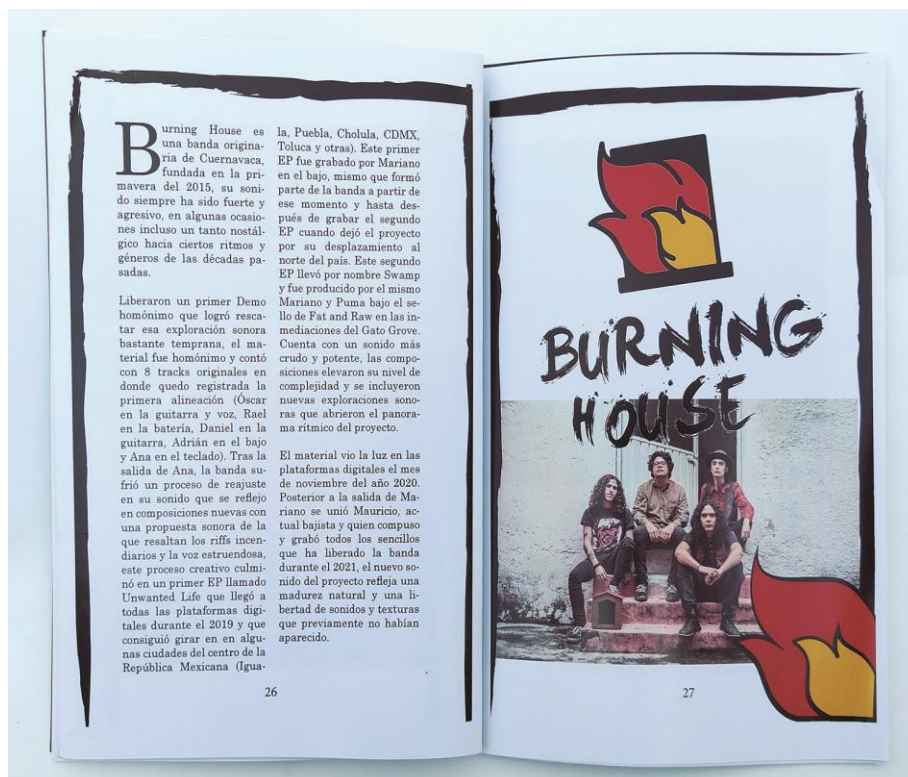 Burning House es
una banda origina-
ria de Cuernavaca,
fundada en la pri-
mavera del 2015, su soni-
do siempre ha sido fuerte y
agresivo, en algunas ocasio-
nes incluso un tanto nostál-
gico hacia ciertos ritmos y
géneros de las décadas pa-
sadas.
Liberaron un primer Demo
homónimo que logró resca-
tar esa exploración sonora
bastante temprana, el ma-
terial fue homónimo y contó
con 8 tracks originales en
donde quedo registrada la
primera alineación (Óscar
en la guitarra y voz, Rael
en la batería, Daniel en la
guitarra, Adrián en el bajo
y Ana en el teclado). Tras la
salida de Ana, la banda su-
frió un proceso de reajuste
en su sonido que se reflejo
en composiciones nuevas con
una propuesta sonora de la
que resaltan los riffs incen-
diarios y la voz estruendosa,
este proceso creativo culmi-
nó en un primer EP llamado
Unwanted Life que llegó a
todas las plataformas digi-
tales durante el 2019 y que
consiguió girar en en algu-
nas ciudades del centro de la
República Mexicana (Igua-
la, Puebla, Cholula, CDMX,
Toluca y otras). Este primer
EP fue grabado por Mariano
en el bajo, mismo que formó
parte de la banda a partir de
ese momento y hasta des-
pués de grabar el segundo
EP cuando dejó el proyecto
por su desplazamiento al
norte del país. Este segundo
EP llevó por nombre Swamp
y fue producido por el mismo
Mariano y Puma bajo el se-
llo de Fat and Raw en las in-
mediaciones del Gato Grove.
Cuenta con un sonido más
crudo y potente, las compo-
siciones elevaron su nivel de
complejidad y se incluyeron
nuevas exploraciones sono-
ras que abrieron el panora-
ma rítmico del proyecto.
El material vio la luz en las
plataformas digitales el mes
de noviembre del año 2020.
Posterior a la salida de Ma-
riano se unió Mauricio, ac-
tual bajista y quien compuso
y grabó todos los sencillos
que ha liberado la banda
durante el 2021, el nuevo so-
nido del proyecto refleja una
madurez natural y una li-
bertad de sonidos y texturas
que previamente no habían
aparecido.
26
BURNING
HOUSE
27